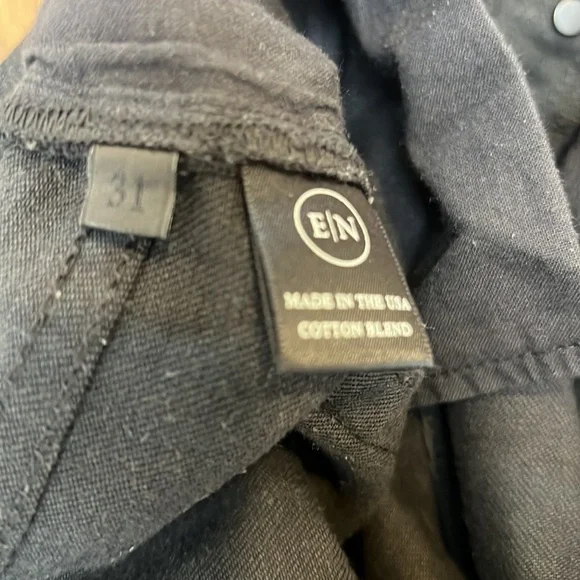 31
E|N
MADE IN THE USA
COTTON BLEND